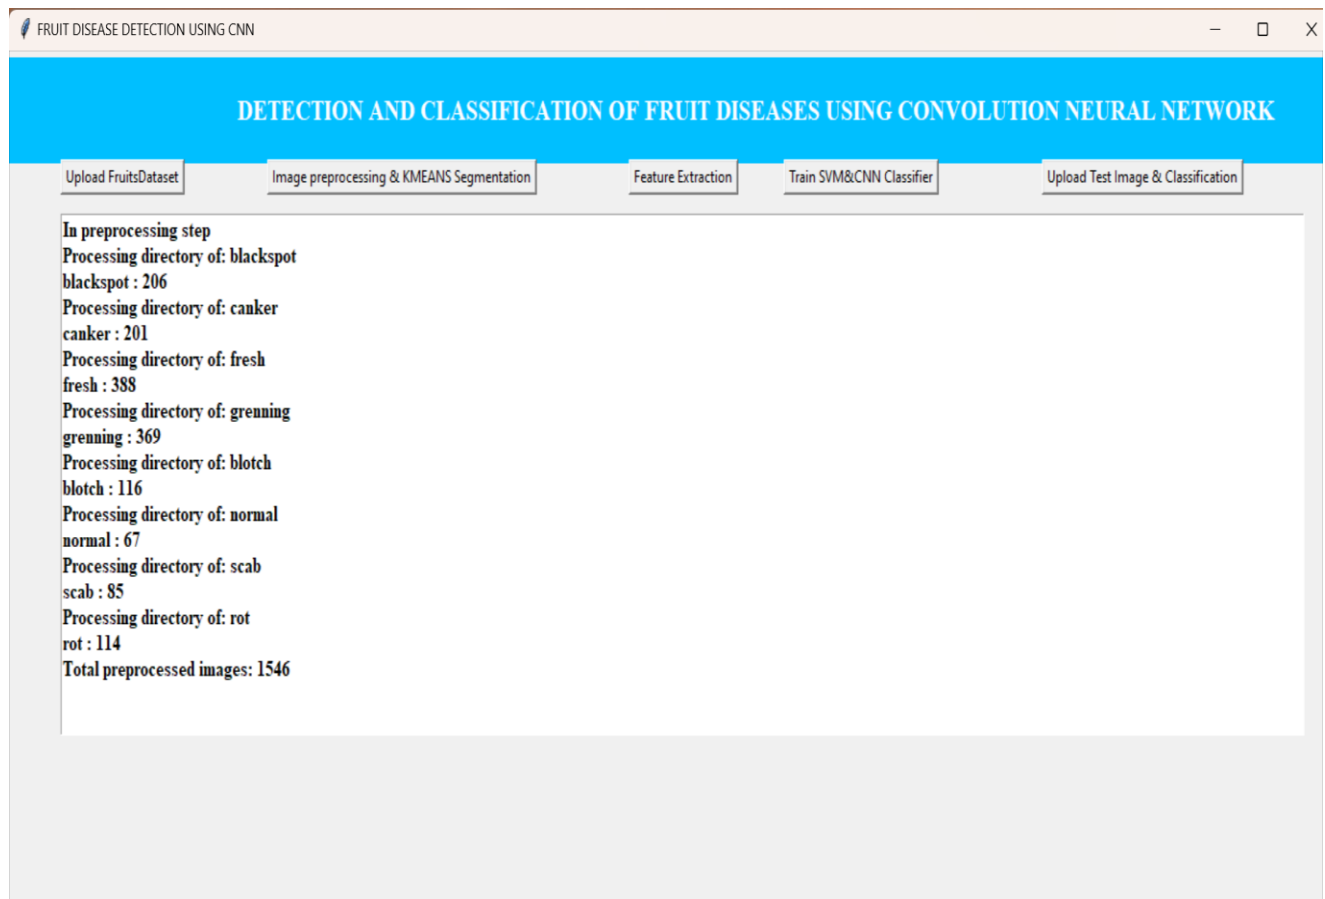 FRUIT DISEASE DETECTION USING CNN
DETECTION AND CLASSIFICATION OF FRUIT DISEASES USING CONVOLUTION NEURAL NETWORK
Upload FruitsDataset Image preprocessing & KMEANS Segmentation Feature Extraction Train SVM&CNN Classifier Upload Test Image & Classification
In preprocessing step
Processing directory of: blackspot
blackspot : 206
Processing directory of: canker
canker : 201
Processing directory of: fresh
fresh : 388
Processing directory of: grenning
grenning : 369
Processing directory of: blotch
blotch : 116
Processing directory of: normal
normal : 67
Processing directory of: scab
scab : 85
Processing directory of: rot
rot : 114
Total preprocessed images: 1546